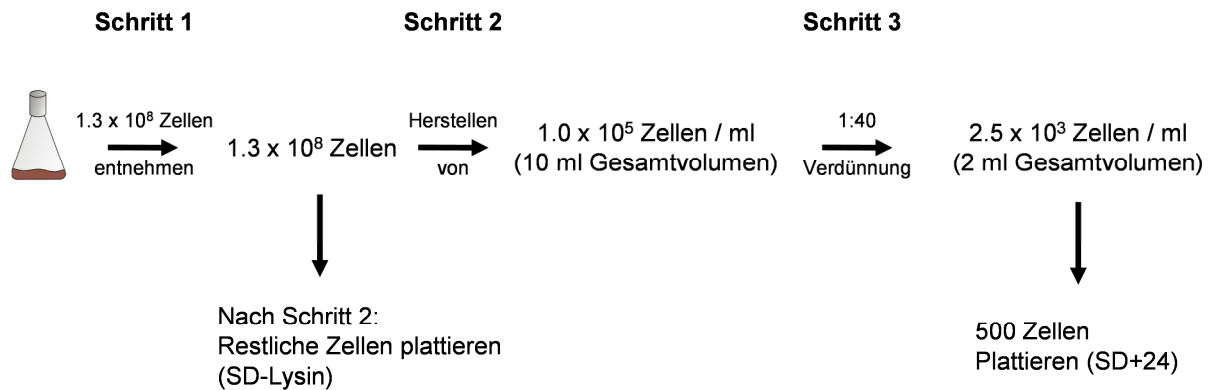 Schritt 1
Schritt 2
Schritt 3
1.3 x 10⁸ Zellen
entnehmen
1.3 x 10⁸ Zellen
Herstellen
von
1.0 x 10⁵ Zellen / ml
(10 ml Gesamtvolumen)
1:40
Verdünnung
2.5 x 10³ Zellen / ml
(2 ml Gesamtvolumen)
Nach Schritt 2:
Restliche Zellen plattieren
(SD-Lysin)
500 Zellen
Plattieren (SD+24)